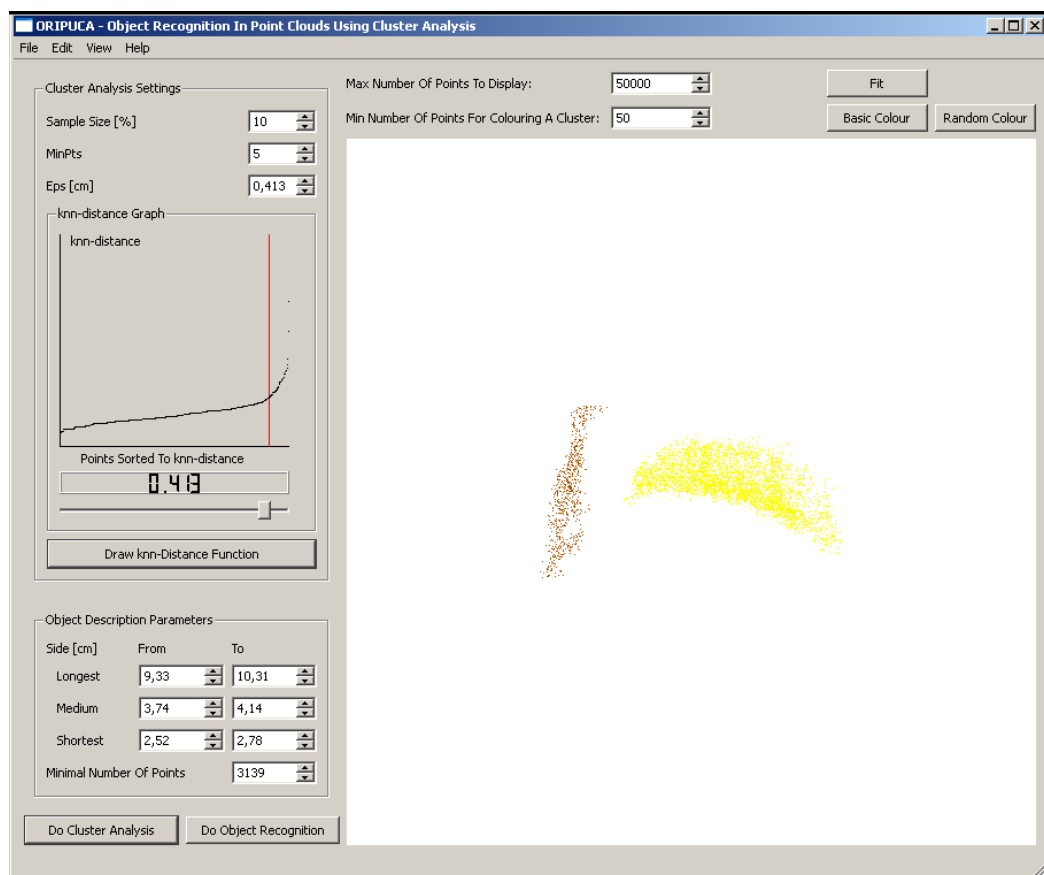 ORIPUCA - Object Recognition In Point Clouds Using Cluster Analysis
File Edit View Help
Cluster Analysis Settings
Sample Size [%] 10
MinPts 5
Eps [cm] 0,413
knn-distance Graph
knn-distance
Points Sorted To knn-distance
0.413
Draw knn-Distance Function
Object Description Parameters
Side [cm] From To
Longest 9,33 10,31
Medium 3,74 4,14
Shortest 2,52 2,78
Minimal Number Of Points 3139
Do Cluster Analysis Do Object Recognition
Max Number Of Points To Display: 50000 Fit
Min Number Of Points For Colouring A Cluster: 50 Basic Colour Random Colour